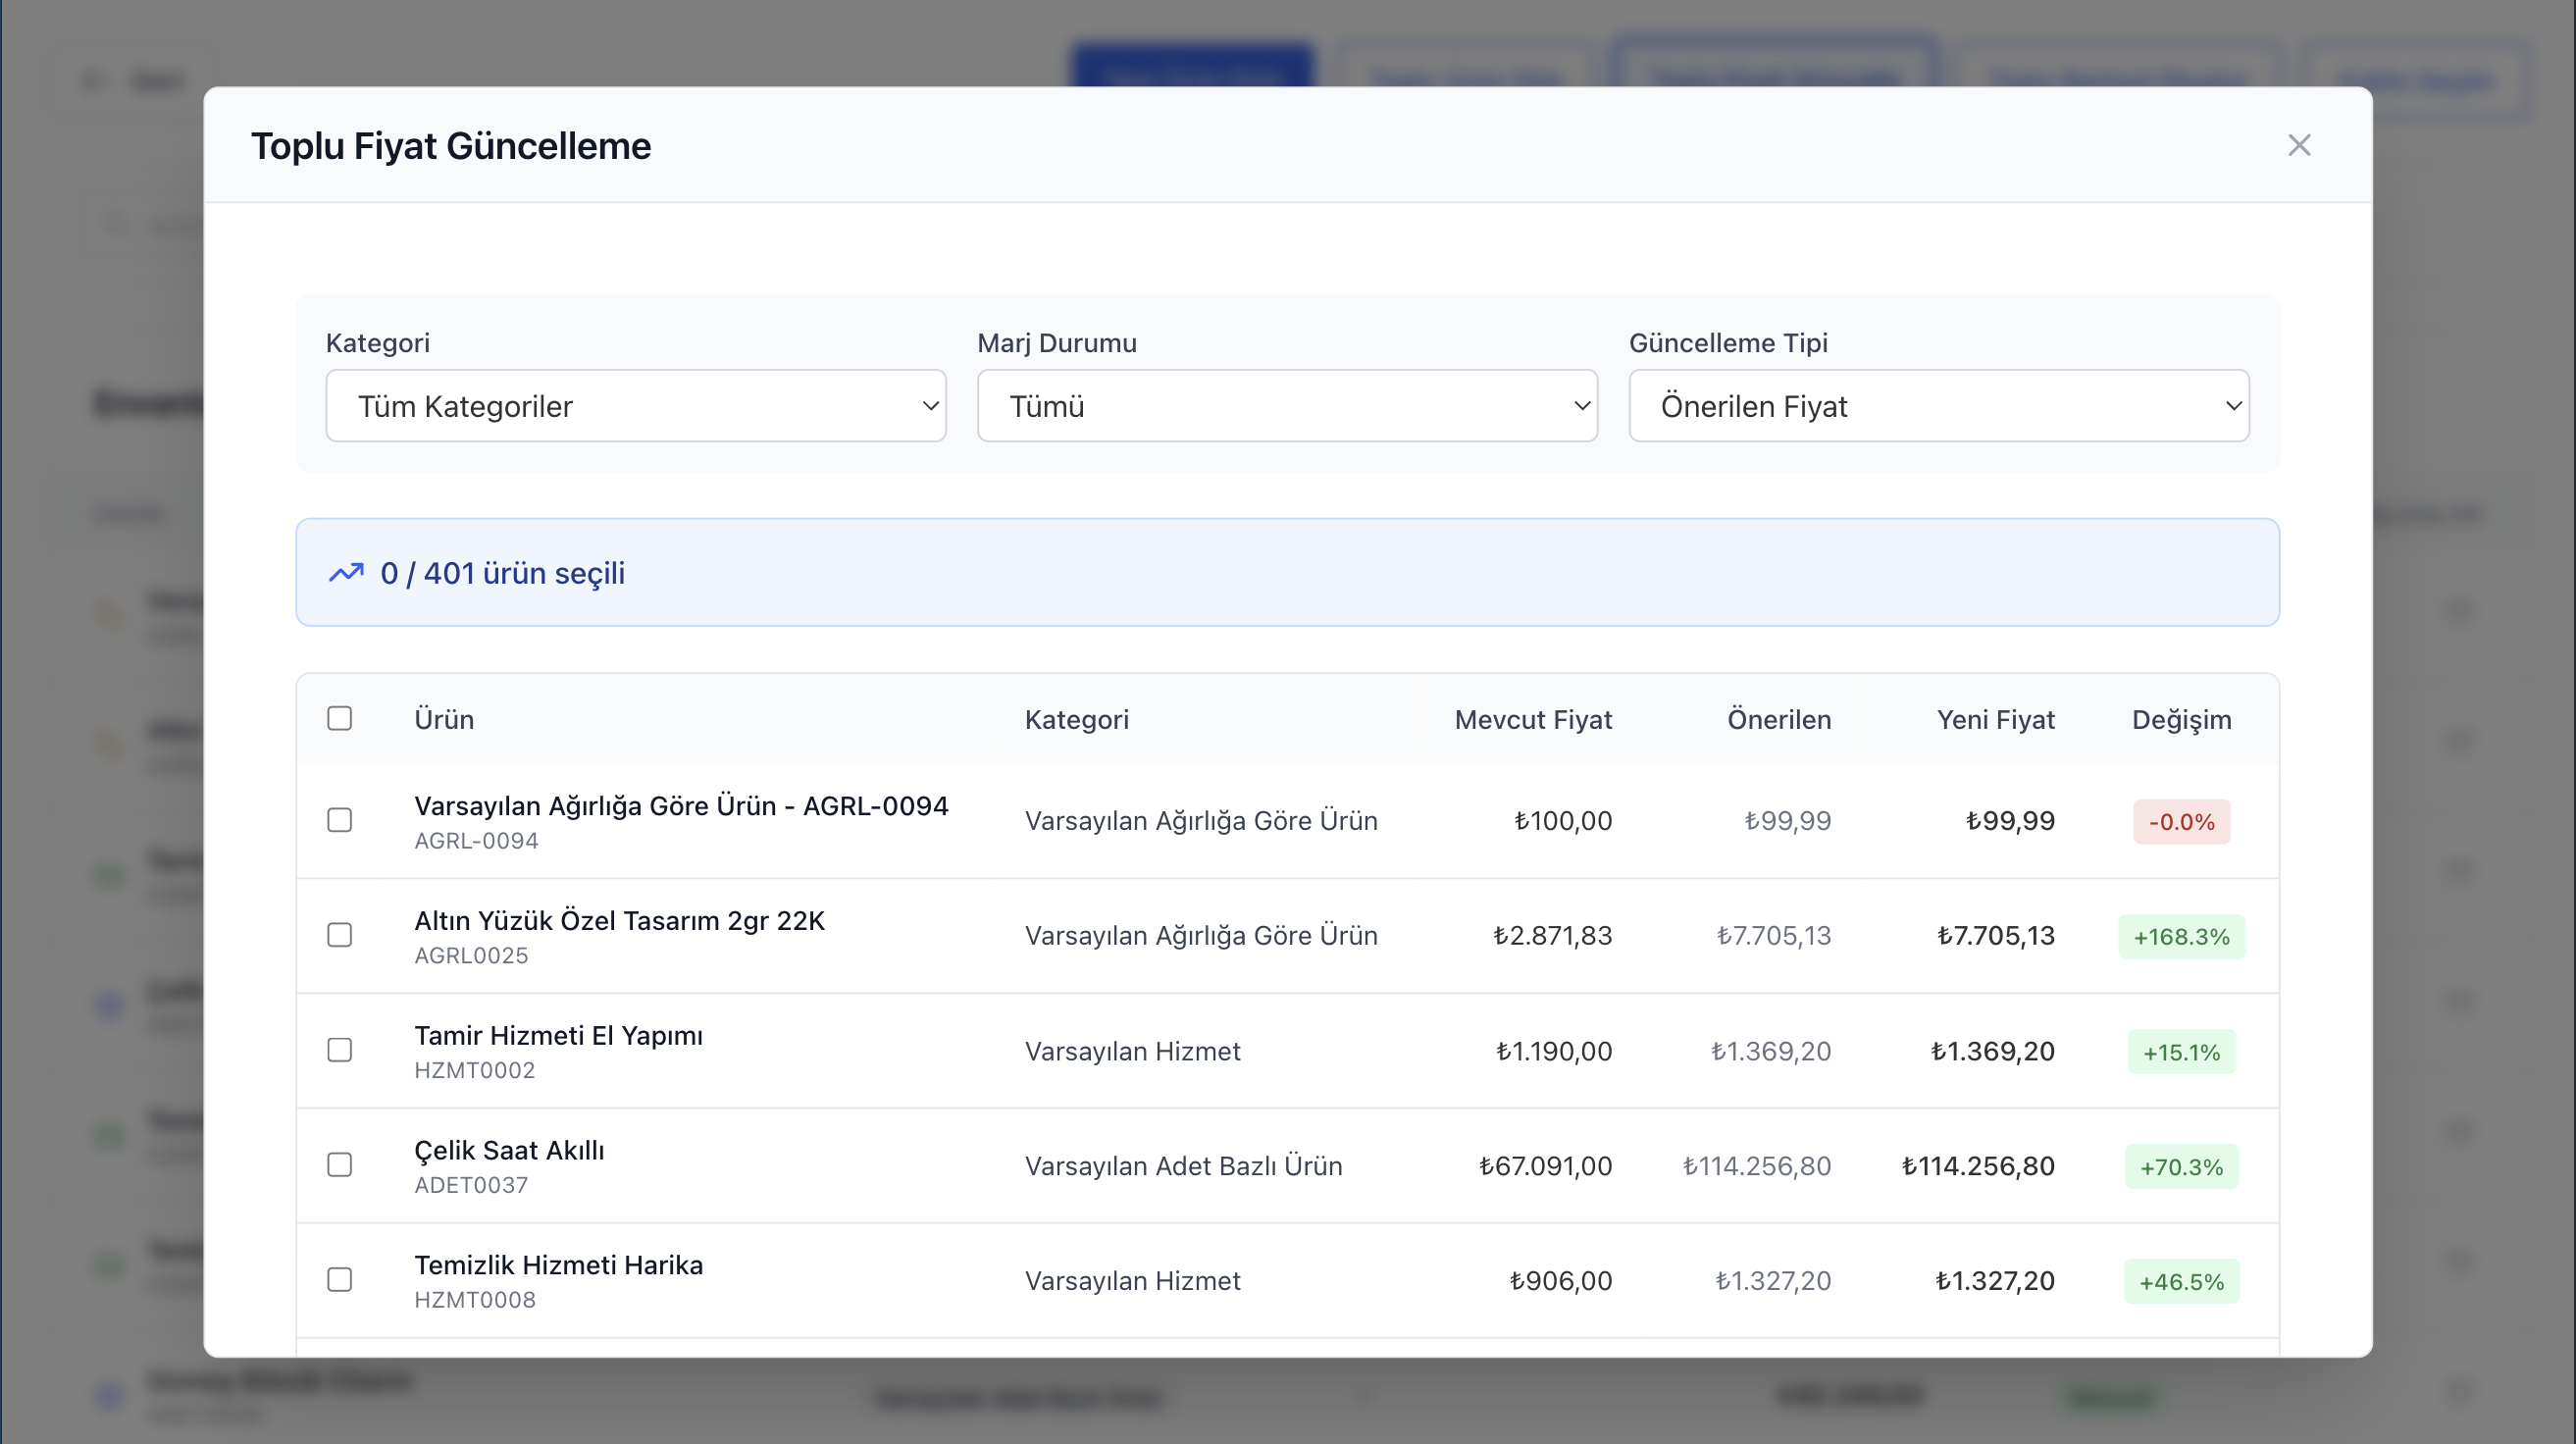 Toplu Fiyat Güncelleme
Kategori Marj Durumu Güncelleme Tipi
Tüm Kategoriler Tümü Önerilen Fiyat
0 / 401 ürün seçili
Ürün Kategori Mevcut Fiyat Önerilen Yeni Fiyat Değişim
Varsayılan Ağırlığa Göre Ürün - AGRL-0094 Varsayılan Ağırlığa Göre Ürün ₺100,00 ₺99,99 ₺99,99 -0.0%
AGRL-0094
Altın Yüzük Özel Tasarım 2gr 22K Varsayılan Ağırlığa Göre Ürün ₺2.871,83 ₺7.705,13 ₺7.705,13 +168.3%
AGRL0025
Tamir Hizmeti El Yapımı Varsayılan Hizmet ₺1.190,00 ₺1.369,20 ₺1.369,20 +15.1%
HZMT0002
Çelik Saat Akıllı Varsayılan Adet Bazlı Ürün ₺67.091,00 ₺114.256,80 ₺114.256,80 +70.3%
ADET0037
Temizlik Hizmeti Harika Varsayılan Hizmet ₺906,00 ₺1.327,20 ₺1.327,20 +46.5%
HZMT0008